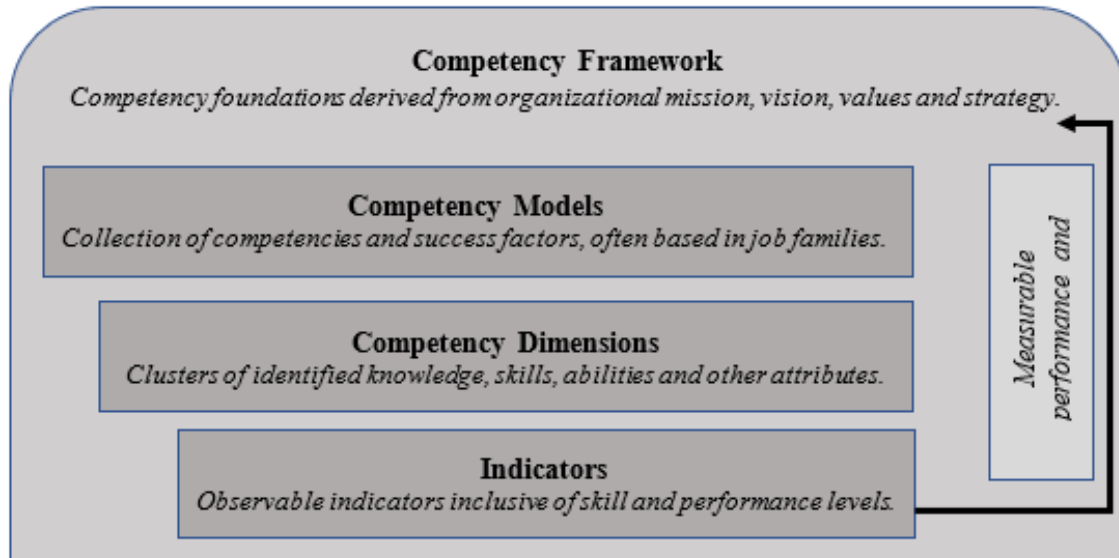 Competency Framework
Competency foundations derived from organizational mission, vision, values and strategy.
Competency Models
Collection of competencies and success factors, often based in job families.
Competency Dimensions
Clusters of identified knowledge, skills, abilities and other attributes.
Indicators
Observable indicators inclusive of skill and performance levels.
Measurable
performance and